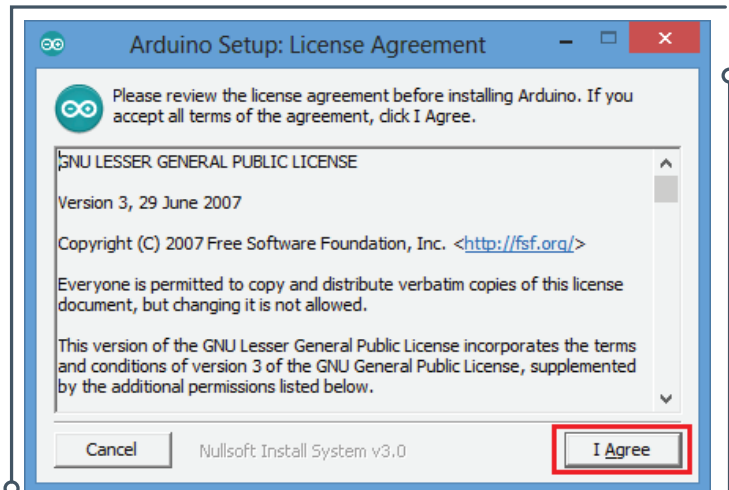 Arduino Setup: License Agreement
Please review the license agreement before installing Arduino. If you
accept all terms of the agreement, click I Agree.
GNU LESSER GENERAL PUBLIC LICENSE
Version 3, 29 June 2007
Copyright (C) 2007 Free Software Foundation, Inc. <http://fsf.org/>
Everyone is permitted to copy and distribute verbatim copies of this license
document, but changing it is not allowed.
This version of the GNU Lesser General Public License incorporates the terms
and conditions of version 3 of the GNU General Public License, supplemented
by the additional permissions listed below.
Cancel
Nullsoft Install System v3.0
I Agree